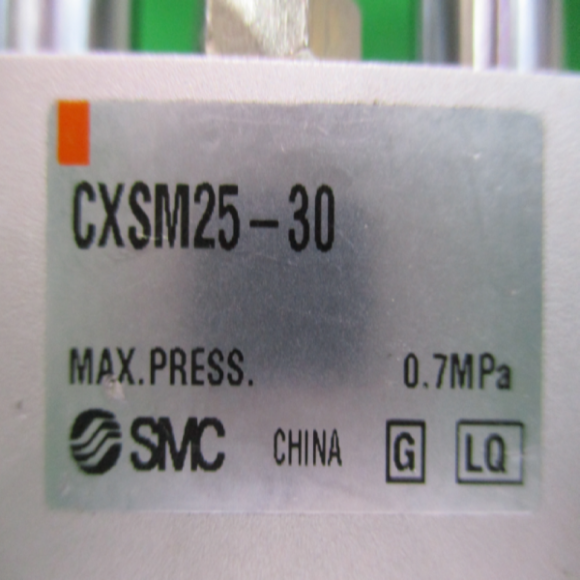 CXSM25-30
MAX.PRESS. 0.7MPa
SMC CHINA G LQ